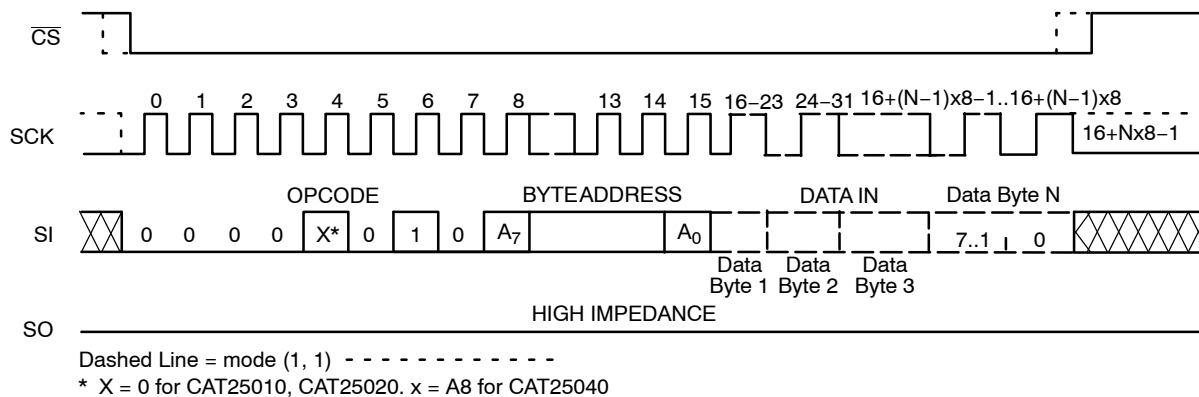 CS
0 1 2 3 4 5 6 7 8 13 14 15 16−23 24−31 16+(N−1)x8−1..16+(N−1)x8
SCK
16+Nx8−1
OPCODE BYTE ADDRESS DATA IN Data Byte N
SI 0 0 0 0 X* 0 1 0 A7 A0 7..1 0
Data Byte 1
Data Byte 2
Data Byte 3
HIGH IMPEDANCE
SO
Dashed Line = mode (1, 1)
* X = 0 for CAT25010, CAT25020. x = A8 for CAT25040